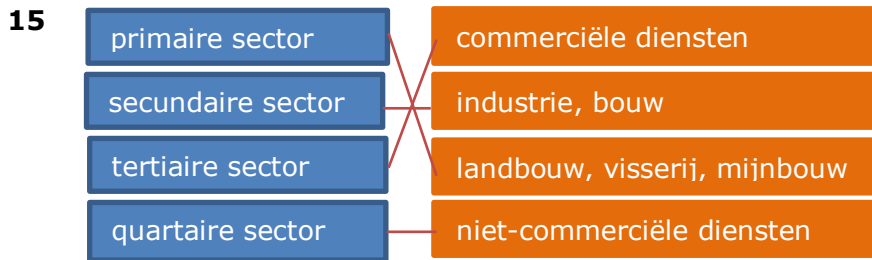 15
primaire sector commerciële diensten
secundaire sector industrie, bouw
tertiaire sector landbouw, visserij, mijnbouw
quartaire sector niet-commerciële diensten